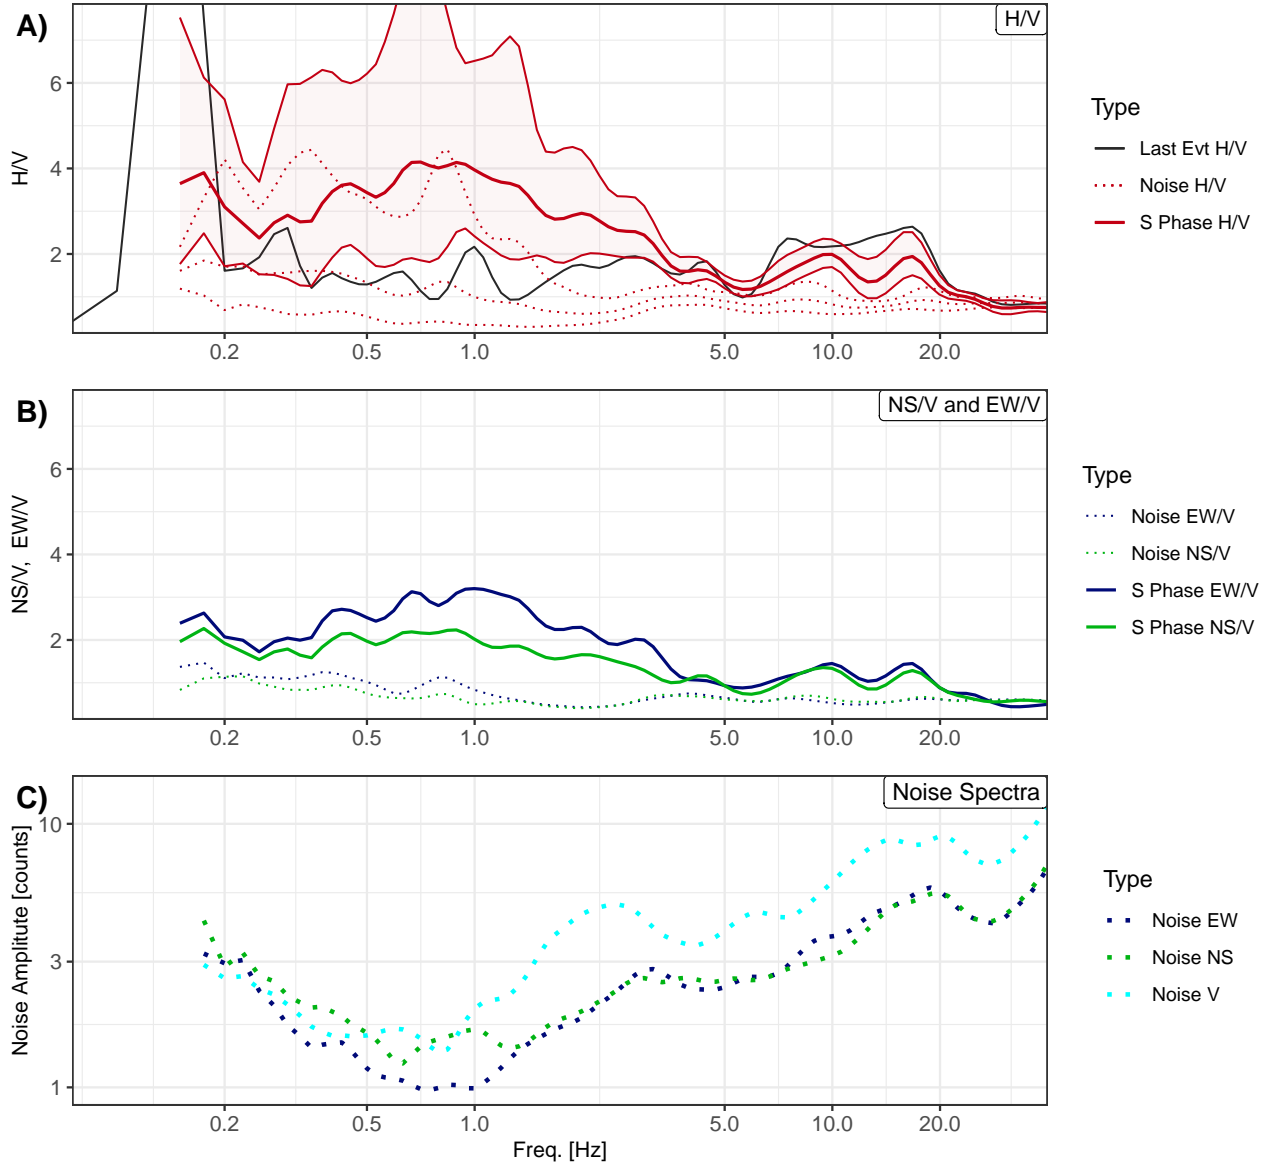 A)
H/V
H/V
6
4
2
0.2
0.5
1.0
5.0
10.0
20.0
Type
Last Evt H/V
Noise H/V
S Phase H/V
B)
NS/V and EW/V
NS/V,  EW/V
6
4
2
0.2
0.5
1.0
5.0
10.0
20.0
Type
Noise EW/V
Noise NS/V
S Phase EW/V
S Phase NS/V
C)
Noise Spectra
Noise Amplitude [counts]
10
3
1
0.2
0.5
1.0
5.0
10.0
20.0
Freq. [Hz]
Type
Noise EW
Noise NS
Noise V